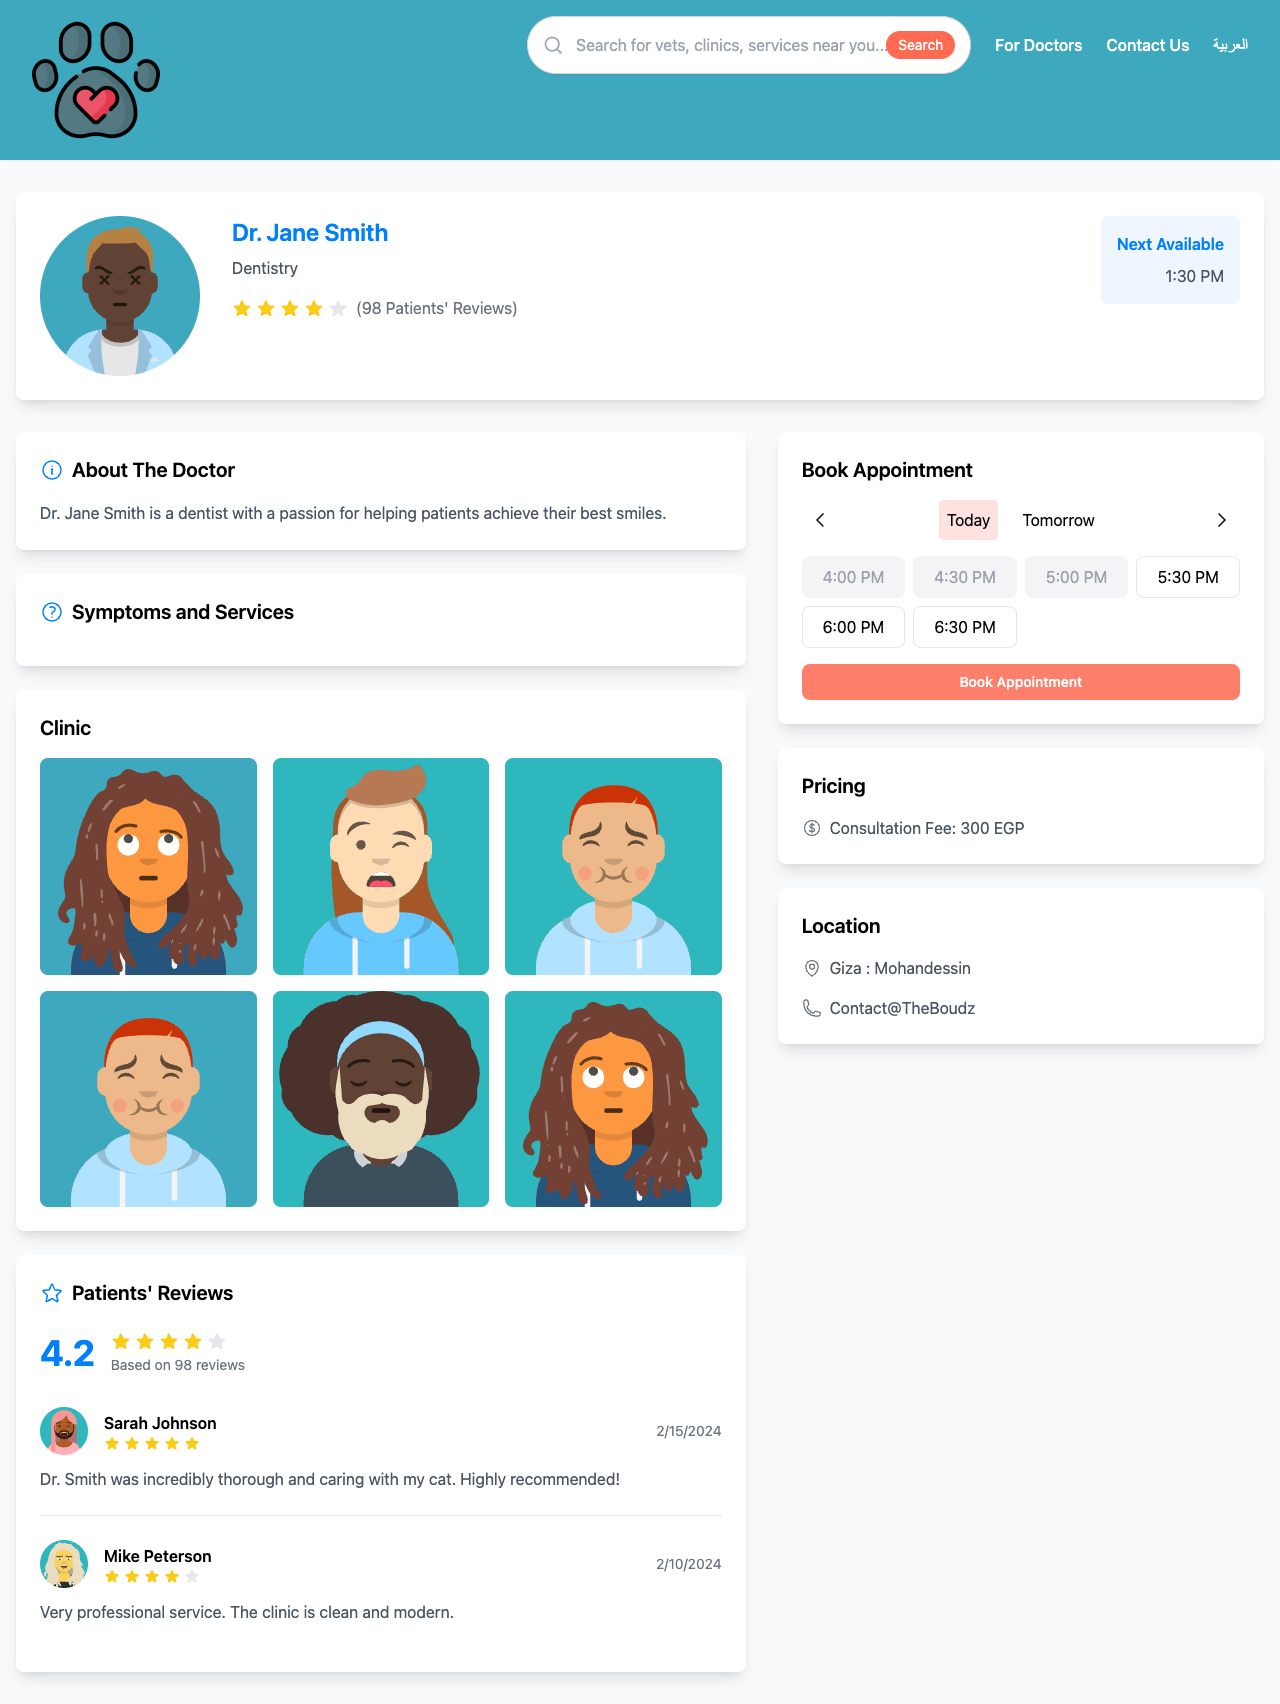 Search for vets, clinics, services near you...
Search
For Doctors
Contact Us
العربية
Dr. Jane Smith
Dentistry
(98 Patients' Reviews)
Next Available
1:30 PM
About The Doctor
Dr. Jane Smith is a dentist with a passion for helping patients achieve their best smiles.
Symptoms and Services
Clinic
Patients' Reviews
4.2
Based on 98 reviews
Sarah Johnson
2/15/2024
Dr. Smith was incredibly thorough and caring with my cat. Highly recommended!
Mike Peterson
2/10/2024
Very professional service. The clinic is clean and modern.
Book Appointment
Today
Tomorrow
4:00 PM
4:30 PM
5:00 PM
5:30 PM
6:00 PM
6:30 PM
Book Appointment
Pricing
Consultation Fee: 300 EGP
Location
Giza : Mohandessin
Contact@TheBoudz